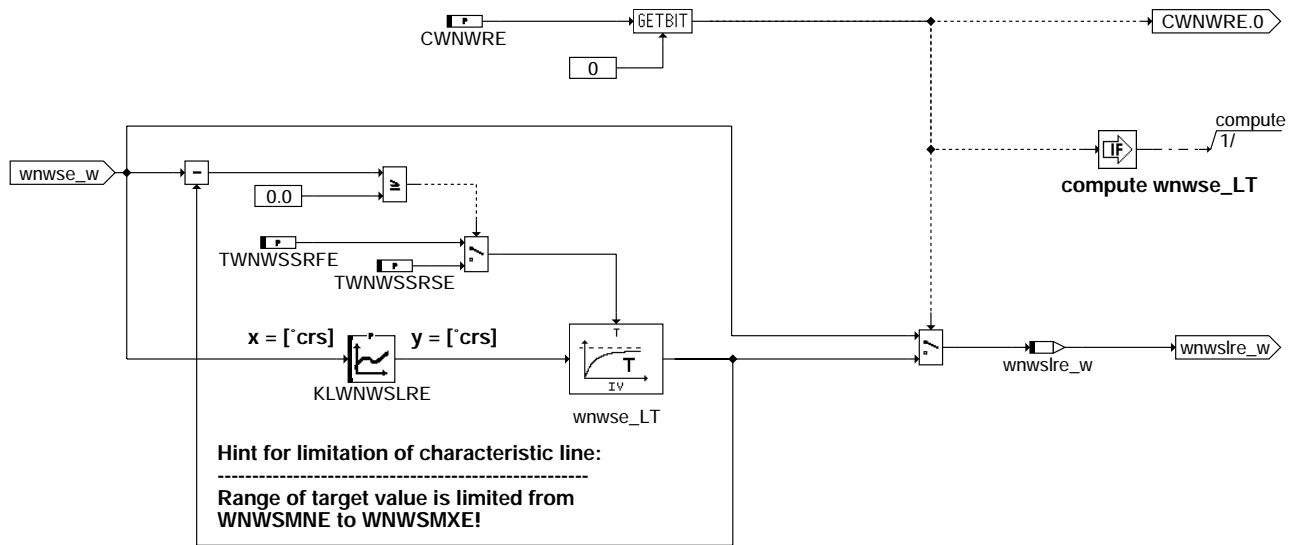 P
CWNWRE
GETBIT
0
CWNWRE.0
compute
1/
IF
compute wnwse_LT
wnwse_w
-
0.0
≥
P
TWNWSSRFE
P
TWNWSSRSE
x = [°crs]
P
y = [°crs]
KLWNWSLRE
T
T
IV
wnwse_LT
wnwslre_w
wnwslre_w
Hint for limitation of characteristic line:
-----------------------------------------------------
Range of target value is limited from
WNWSMNE to WNWSMXE!